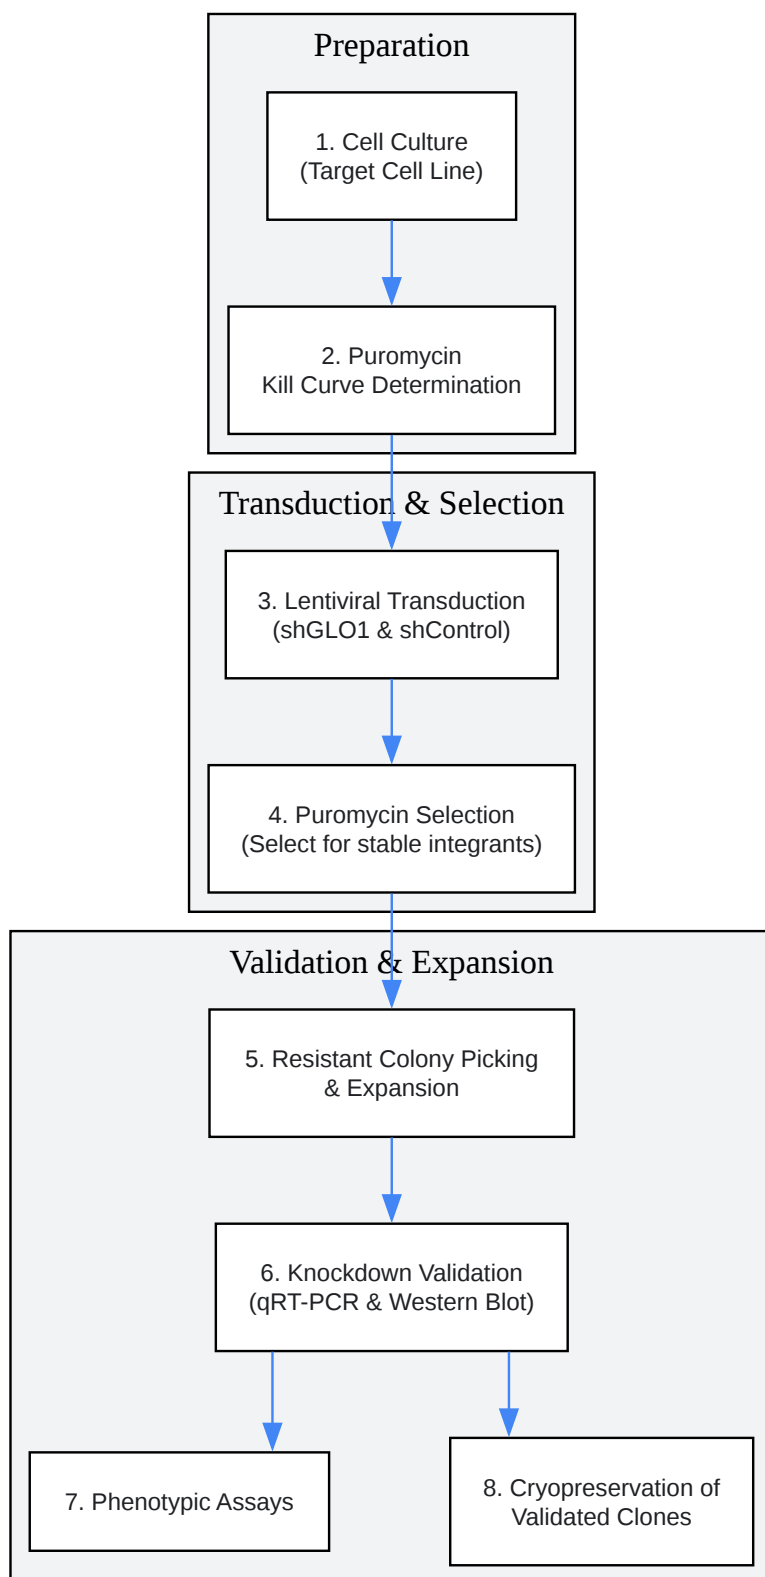 Preparation
1. Cell Culture
(Target Cell Line)
2. Puromycin
Kill Curve Determination
Transduction & Selection
3. Lentiviral Transduction
(shGLO1 & shControl)
4. Puromycin Selection
(Select for stable integrants)
Validation & Expansion
5. Resistant Colony Picking
& Expansion
6. Knockdown Validation
(qRT-PCR & Western Blot)
7. Phenotypic Assays
8. Cryopreservation of
Validated Clones